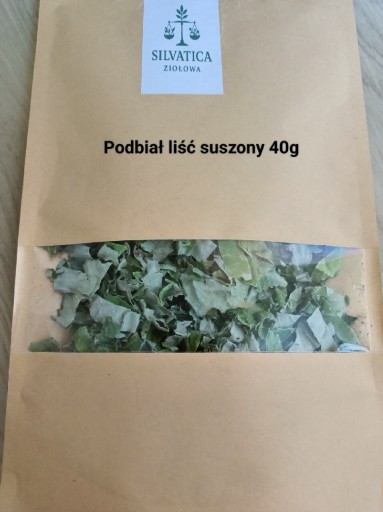 SILVATICA
ZIOŁOWA
Podbiał liść suszony 40g